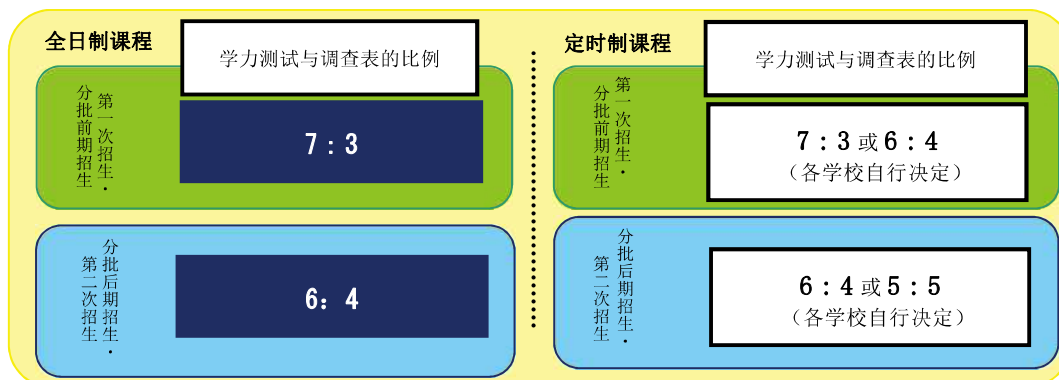 全日制课程
学力测试与调查表的比例
第一次招生·
分批前期招生
7：3
分批后期招生·
第二次招生
6：4
定时制课程
学力测试与调查表的比例
第一次招生·
分批前期招生
7：3 或 6：4
（各学校自行决定）
分批后期招生·
第二次招生
6：4 或 5：5
（各学校自行决定）